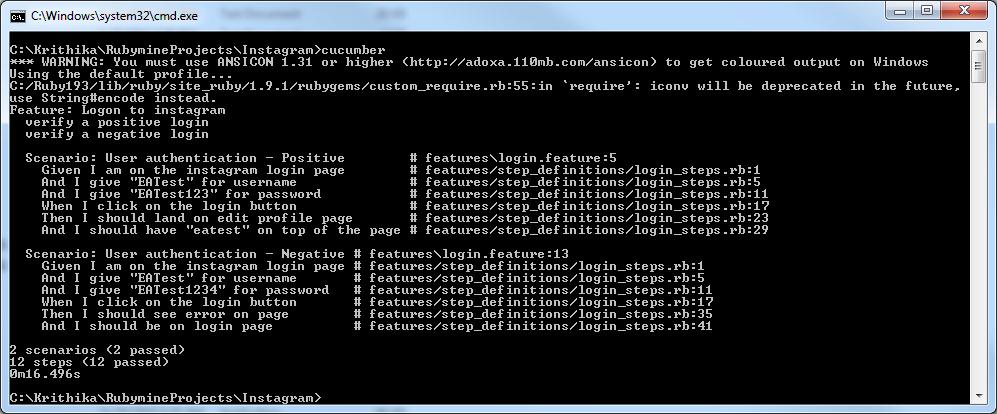 C:\Windows\system32\cmd.exe
C:\Krithika\RubymineProjects\Instagram>cucumber
*** WARNING: You must use ANSICON 1.31 or higher (http://adoxa.110mb.com/ansicon) to get coloured output on Windows
Using the default profile...
C:/Ruby193/lib/ruby/site_ruby/1.9.1/rubygems/custom_require.rb:55:in `require': iconv will be deprecated in the future,
use String#encode instead.
Feature: Logon to instagram
  verify a positive login
  verify a negative login
  Scenario: User authentication - Positive        # features\login.feature:5
    Given I am on the instagram login page        # features/step_definitions/login_steps.rb:1
    And I give "EATest" for username              # features/step_definitions/login_steps.rb:5
    And I give "EATest123" for password           # features/step_definitions/login_steps.rb:11
    When I click on the login button              # features/step_definitions/login_steps.rb:17
    Then I should land on edit profile page       # features/step_definitions/login_steps.rb:23
    And I should have "eatest" on top of the page # features/step_definitions/login_steps.rb:29
  Scenario: User authentication - Negative # features\login.feature:13
    Given I am on the instagram login page # features/step_definitions/login_steps.rb:1
    And I give "EATest" for username       # features/step_definitions/login_steps.rb:5
    And I give "EATest1234" for password   # features/step_definitions/login_steps.rb:11
    When I click on the login button       # features/step_definitions/login_steps.rb:17
    Then I should see error on page        # features/step_definitions/login_steps.rb:35
    And I should be on login page          # features/step_definitions/login_steps.rb:41
2 scenarios (2 passed)
12 steps (12 passed)
0m16.496s
C:\Krithika\RubymineProjects\Instagram>